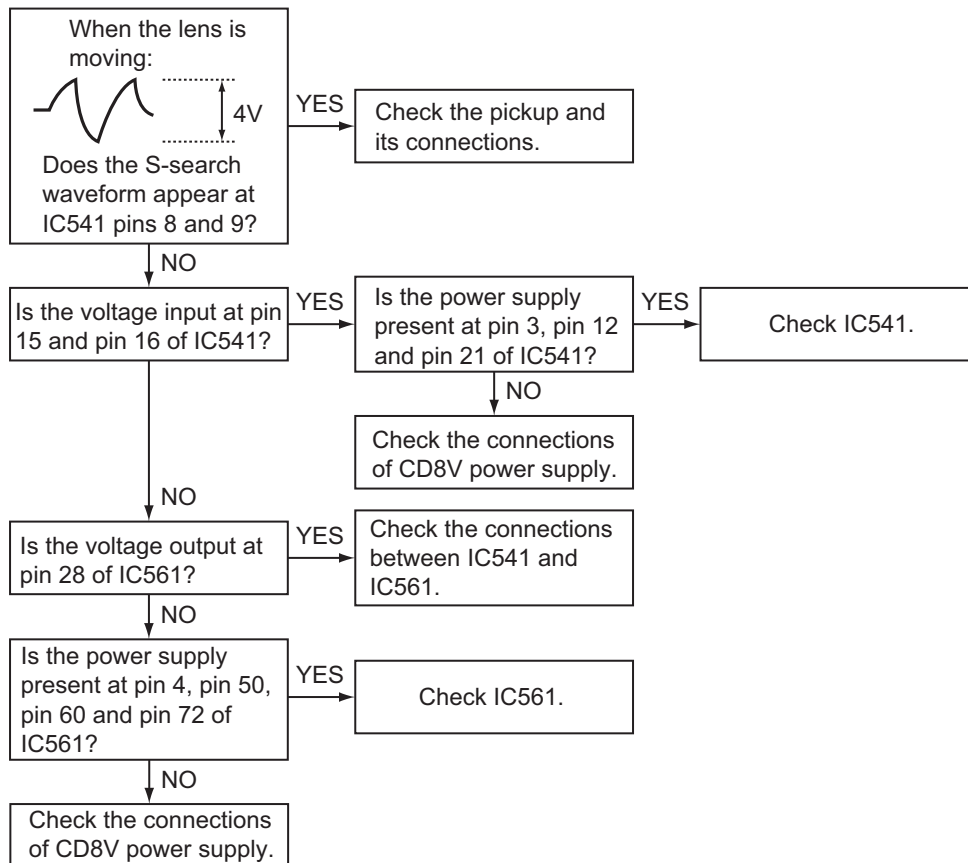 When the lens is
moving:
4V
Does the S-search
waveform appear at
IC541 pins 8 and 9?
YES
Check the pickup and
its connections.
NO
Is the voltage input at pin
15 and pin 16 of IC541?
YES
Is the power supply
present at pin 3, pin 12
and pin 21 of IC541?
YES
Check IC541.
NO
Check the connections
of CD8V power supply.
NO
Is the voltage output at
pin 28 of IC561?
YES
Check the connections
between IC541 and
IC561.
NO
Is the power supply
present at pin 4, pin 50,
pin 60 and pin 72 of
IC561?
YES
Check IC561.
NO
Check the connections
of CD8V power supply.